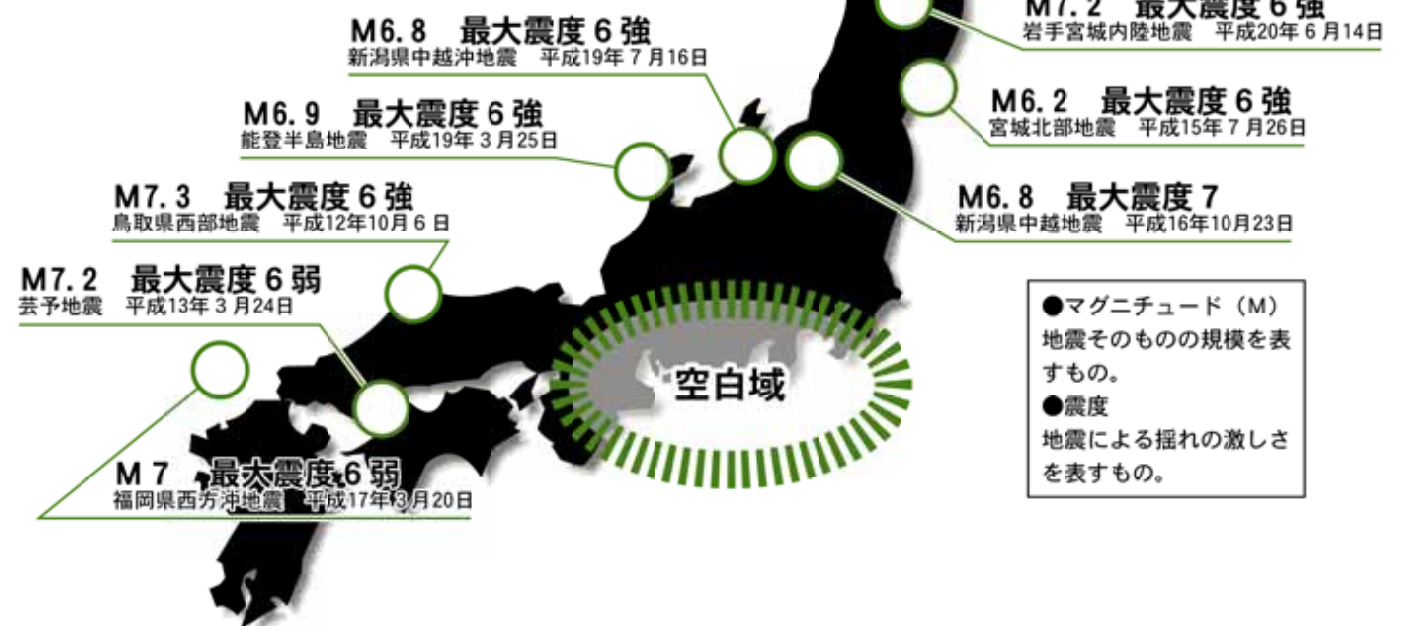 M7.2 最大震度6強
岩手宮城内陸地震 平成20年6月14日
M6.8 最大震度6強
新潟県中越沖地震 平成19年7月16日
M6.2 最大震度6強
宮城北部地震 平成15年7月26日
M6.9 最大震度6強
能登半島地震 平成19年3月25日
M7.3 最大震度6強
鳥取県西部地震 平成12年10月6日
M6.8 最大震度7
新潟県中越地震 平成16年10月23日
M7.2 最大震度6弱
芸予地震 平成13年3月24日
空白域
M7 最大震度6弱
福岡県西方沖地震 平成17年3月20日
●マグニチュード(M)
地震そのものの規模を表
すもの。
●震度
地震による揺れの激しさ
を表すもの。